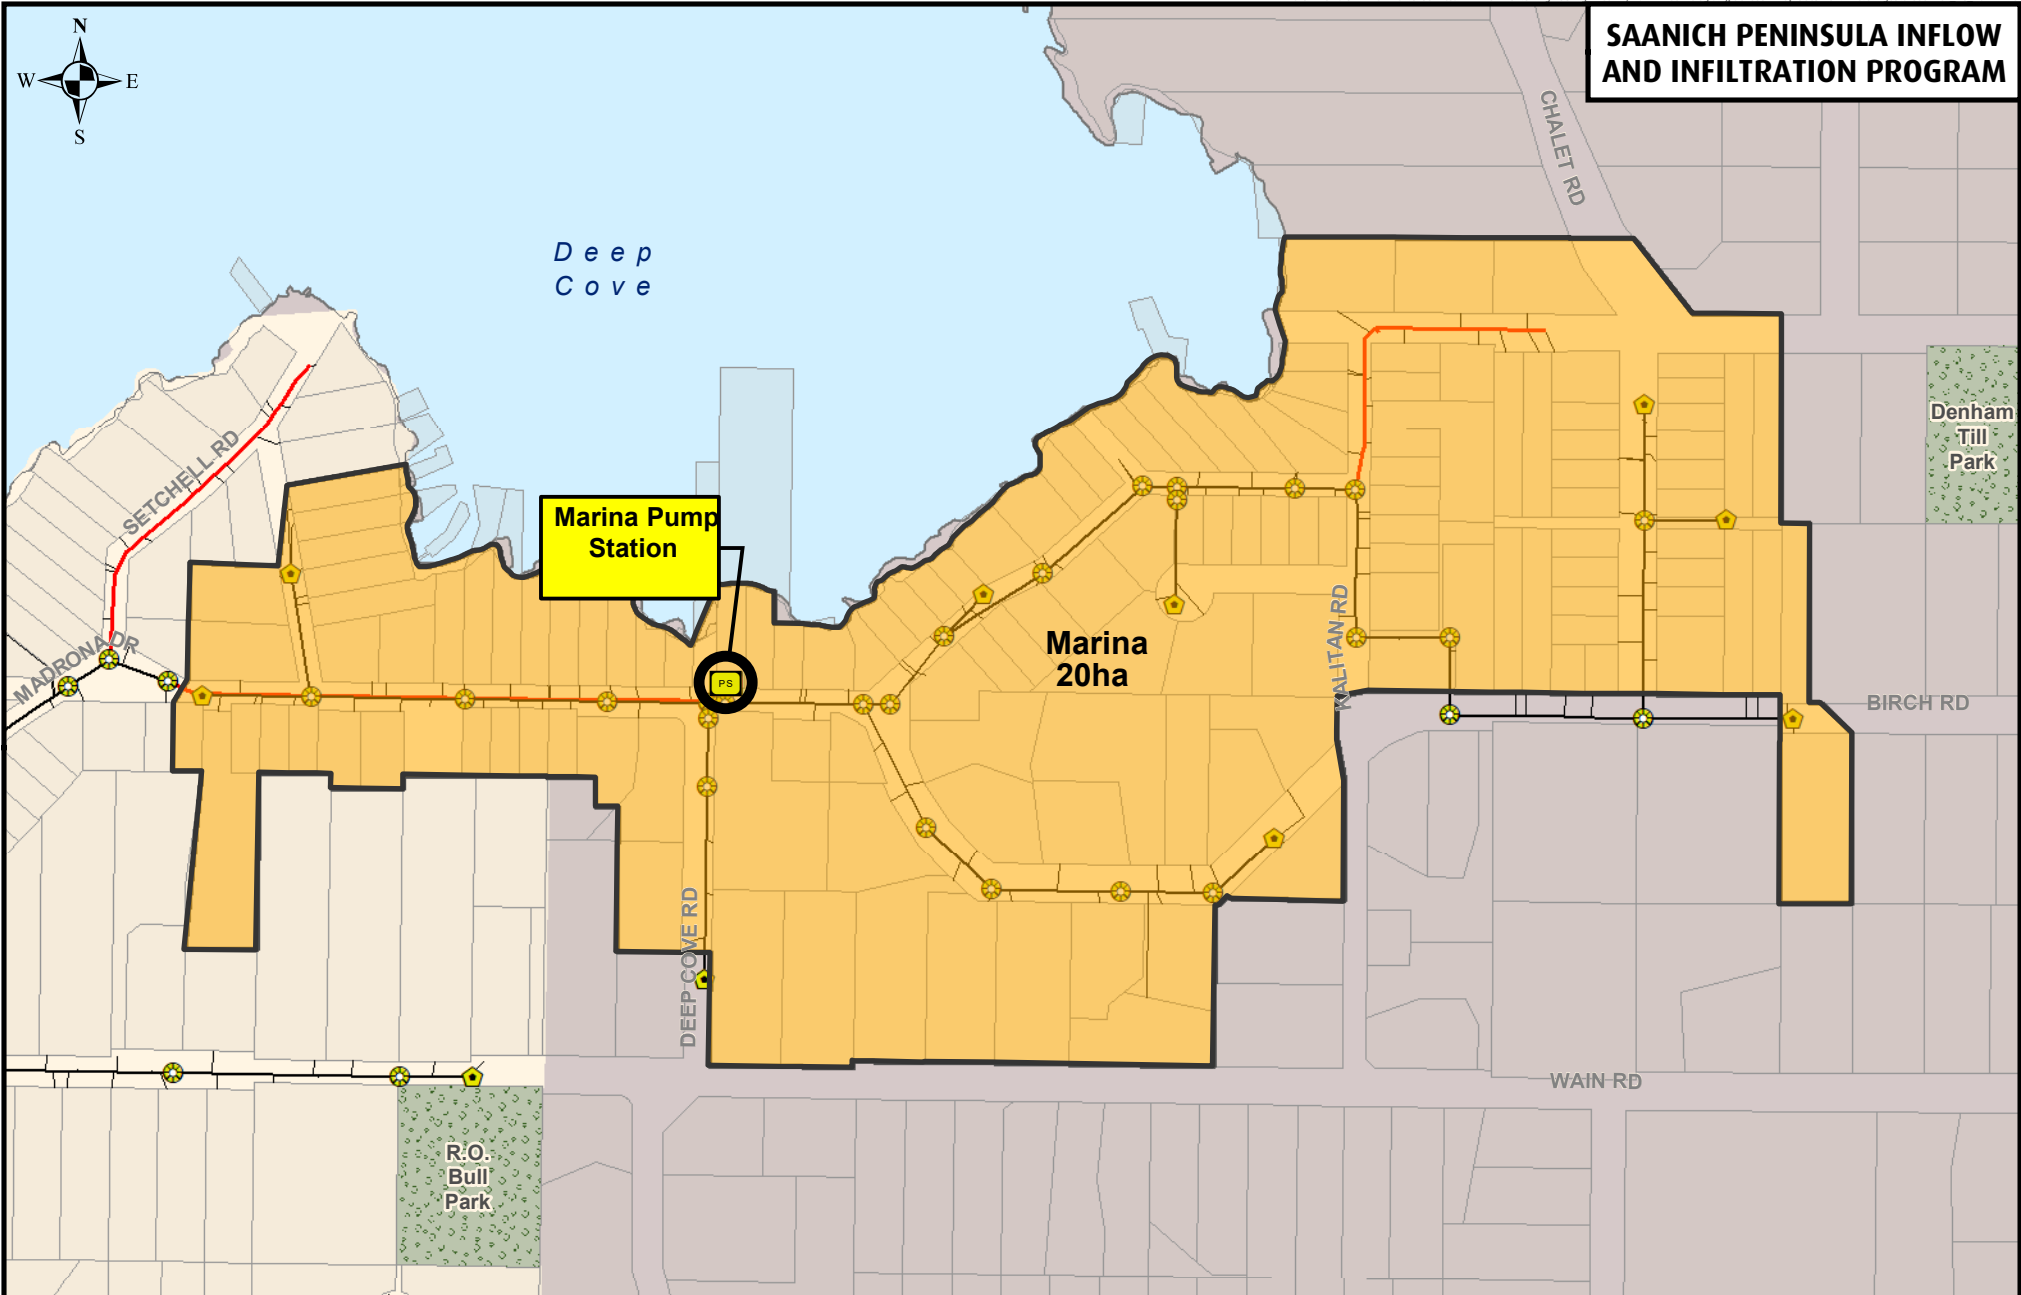 SAANICH PENINSULA INFLOW
AND INFILTRATION PROGRAM
N
W
E
S
CHALET RD
Deep
Cove
Denham
Till
Park
SETCHELL RD
Marina Pump
Station
MADRONA DR
Marina
20ha
KALITAN RD
PS
BIRCH RD
DEEP COVE RD
WAIN RD
R.O.
Bull
Park